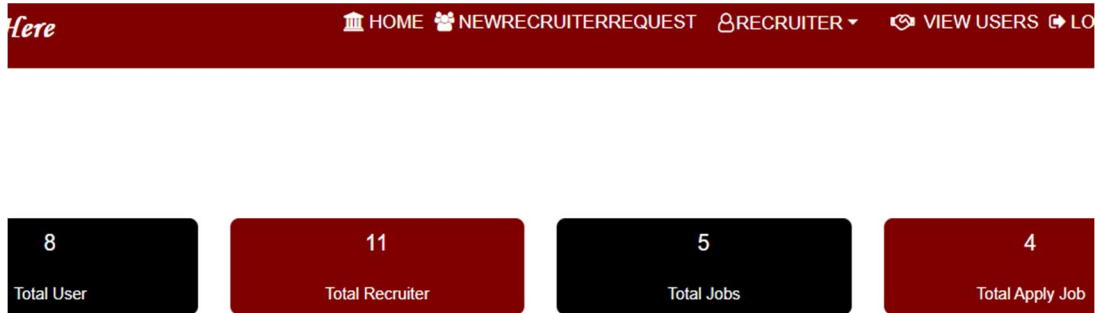 Here HOME NEWRECRUITERREQUEST RECRUITER VIEW USERS LO
8 11 5 4
Total User Total Recruiter Total Jobs Total Apply Job